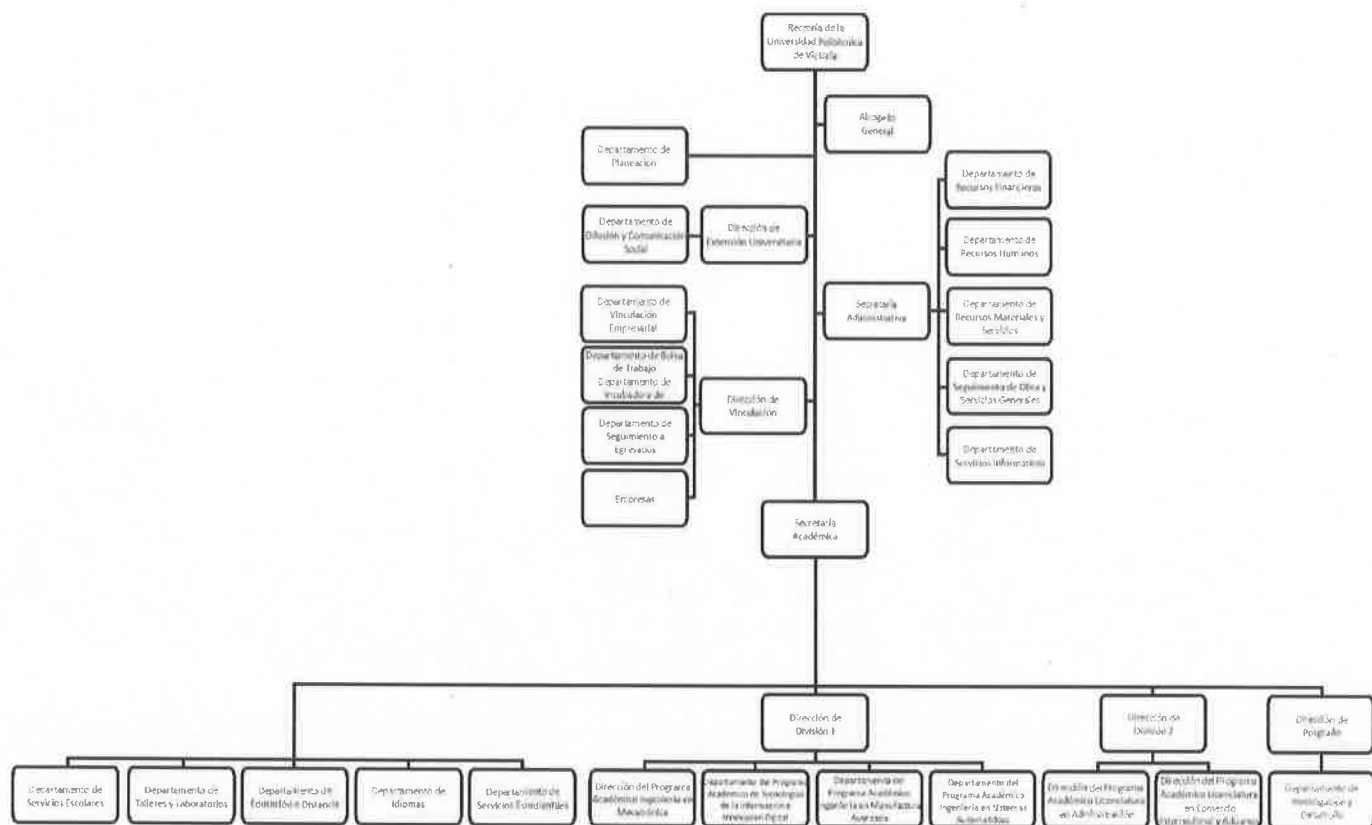 Rectoría de la
Universidad Politécnica
de Victoria
Abogado
General
Departamento de
Planeación
Departamento de
Recursos Financieros
Departamento de
Difusión y Comunicación
Social
Dirección de
Extensión Universitaria
Departamento de
Recursos Humanos
Departamento de
Vinculación
Empresarial
Secretaría
Administrativa
Departamento de
Recursos Materiales y
Servicios
Departamento de Bolsa
de Trabajo
Departamento de
Incubadora de
Dirección de
Vinculación
Departamento de
Seguimiento de Obra y
Servicios Generales
Departamento de
Seguimiento a
Egresados
Departamento de
Servicios Informáticos
Empresas
Secretaría
Académica
Dirección de
División 1
Dirección de
División 2
Dirección de
Posgrado
Departamento de
Servicios Escolares
Departamento de
Talleres y Laboratorios
Departamento de
Educación a Distancia
Departamento de
Idiomas
Departamento de
Servicios Estudiantiles
Dirección del Programa
Académico Ingeniería en
Mecatrónica
Departamento del Programa
Académico de Tecnologías
de la Información e
Innovación Digital
Departamento del
Programa Académico
Ingeniería en Manufactura
Avanzada
Departamento del
Programa Académico
Ingeniería en Sistemas
Automotrices
Dirección del Programa
Académico Licenciatura
en Administración
Dirección del Programa
Académico Licenciatura
en Comercio
Internacional y Aduanas
Departamento de
Investigación y
Desarrollo